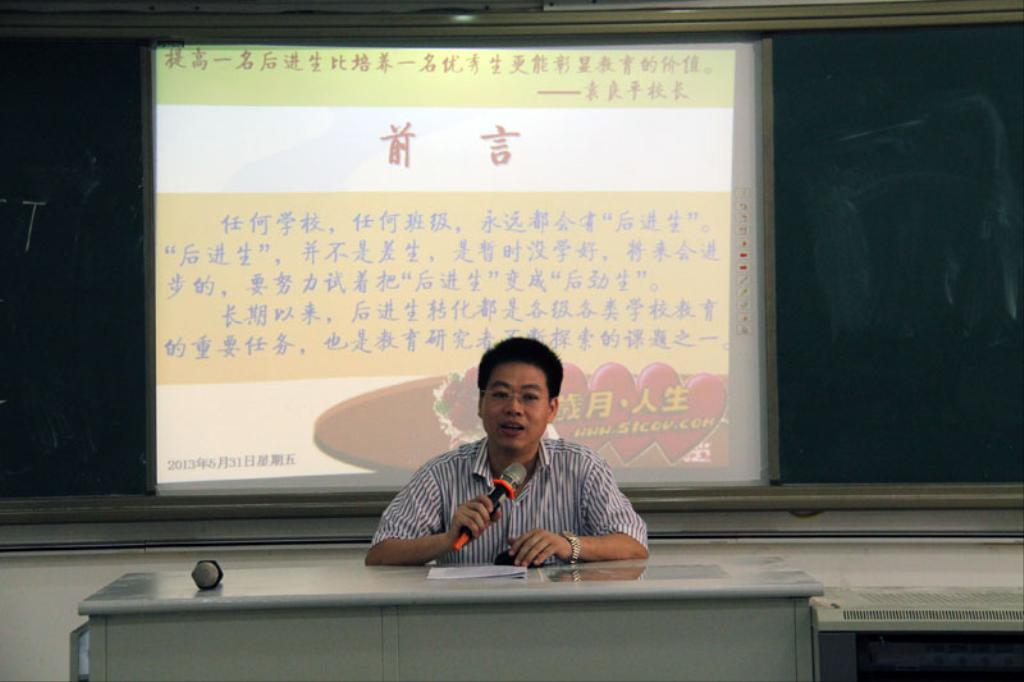 提高一名后进生比培养一名优秀生更能彰显教育的价值。
——袁良平校长
前 言
任何学校，任何班级，永远都会有“后进生”。
“后进生”，并不是差生，是暂时没学好，将来会进
步的，要努力试着把“后进生”变成“后劲生”。
长期以来，后进生转化都是各级各类学校教育
的重要任务，也是教育研究者不断探索的课题之一。
歲月·人生
www.51cov.com
2013年5月31日星期五
T